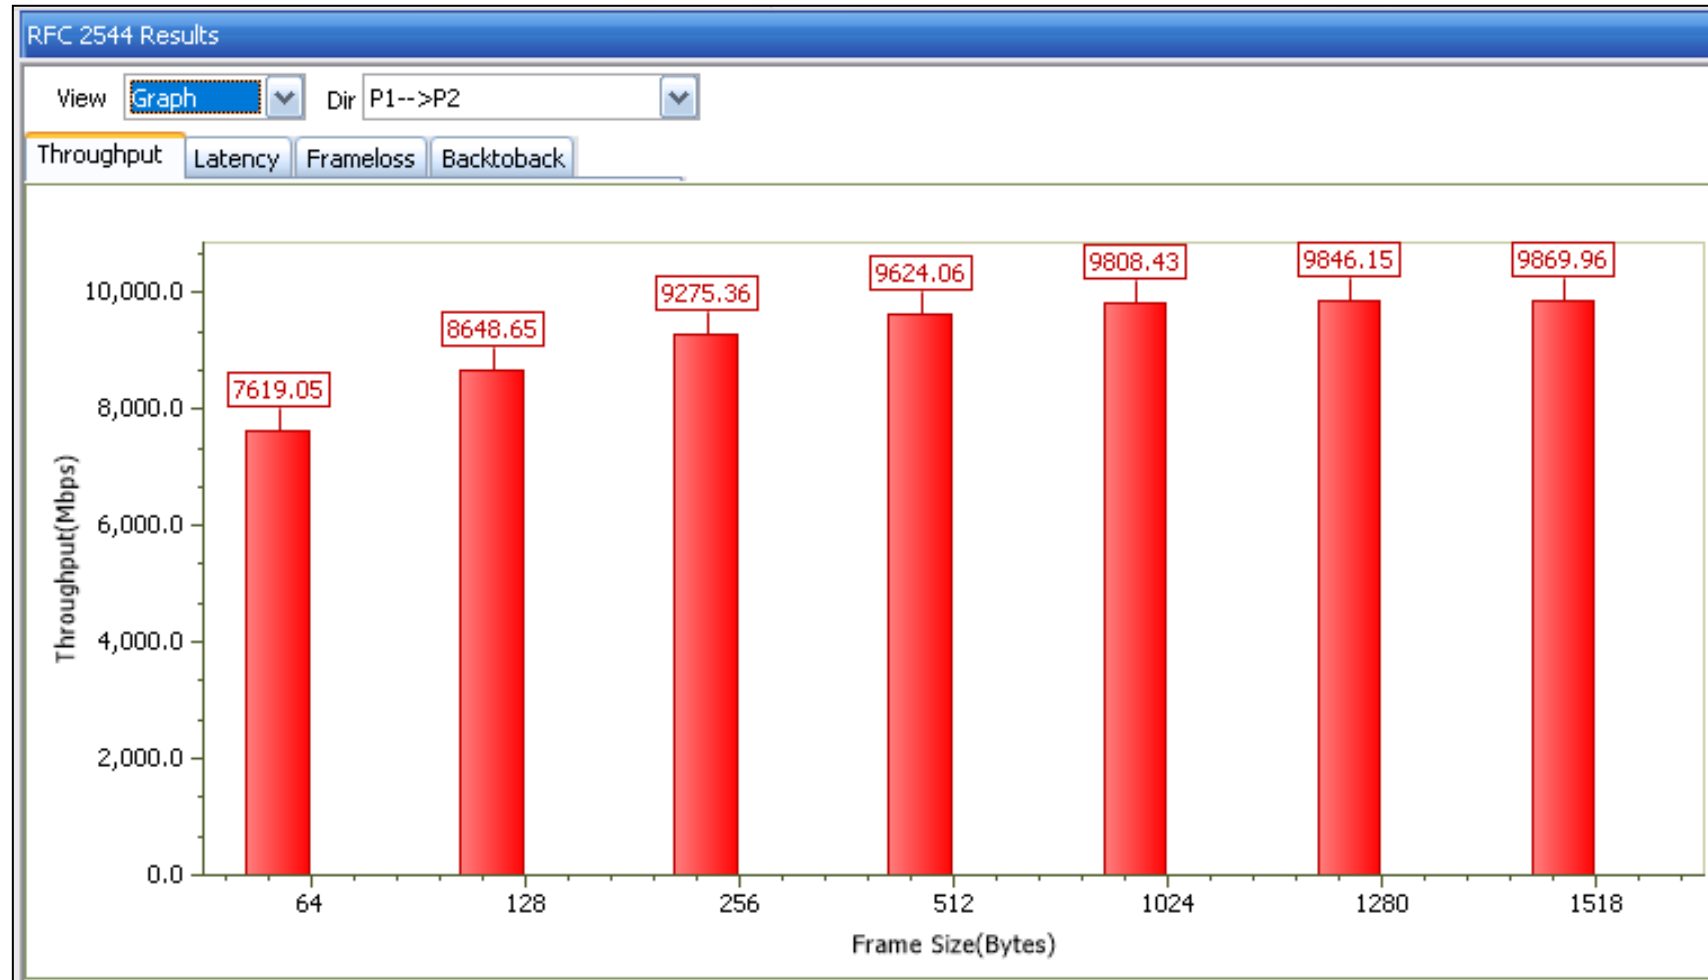 RFC 2544 Results
View Graph Dir P1-->P2
Throughput Latency Frameloss Backtoback
Throughput(Mbps)
10,000.0
8,000.0
6,000.0
4,000.0
2,000.0
0.0
7619.05
8648.65
9275.36
9624.06
9808.43
9846.15
9869.96
64 128 256 512 1024 1280 1518
Frame Size(Bytes)